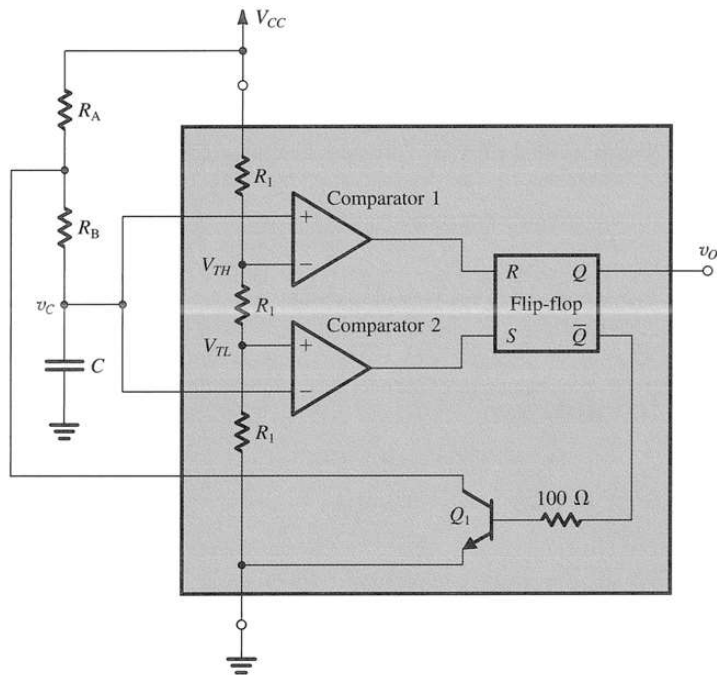 V_CC
R_A
R_1
Comparator 1
+
R_B
V_TH
−
R Q
v_O
v_C
R_1
Flip-flop
Comparator 2
V_TL
+
S Q̅
C
−
R_1
100 Ω
Q_1